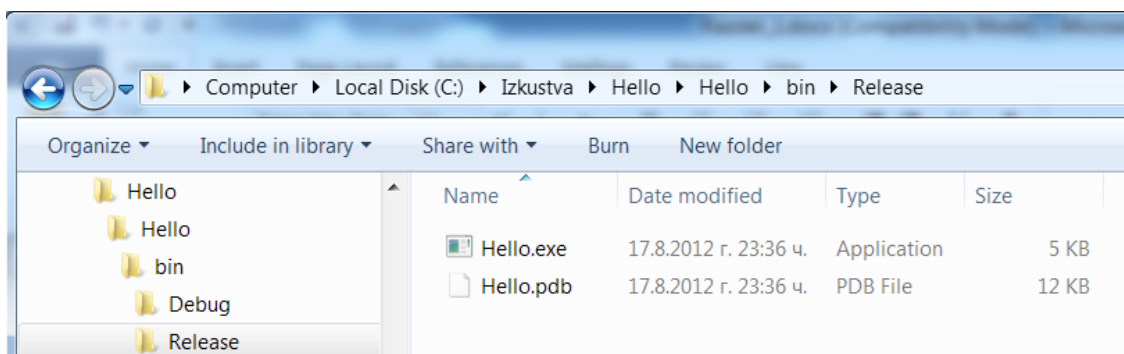 Computer ▸ Local Disk (C:) ▸ Izkustva ▸ Hello ▸ Hello ▸ bin ▸ Release
Organize ▾ Include in library ▾ Share with ▾ Burn New folder
Hello
Hello
bin
Debug
Release
Name Date modified Type Size
Hello.exe 17.8.2012 г. 23:36 ч. Application 5 KB
Hello.pdb 17.8.2012 г. 23:36 ч. PDB File 12 KB